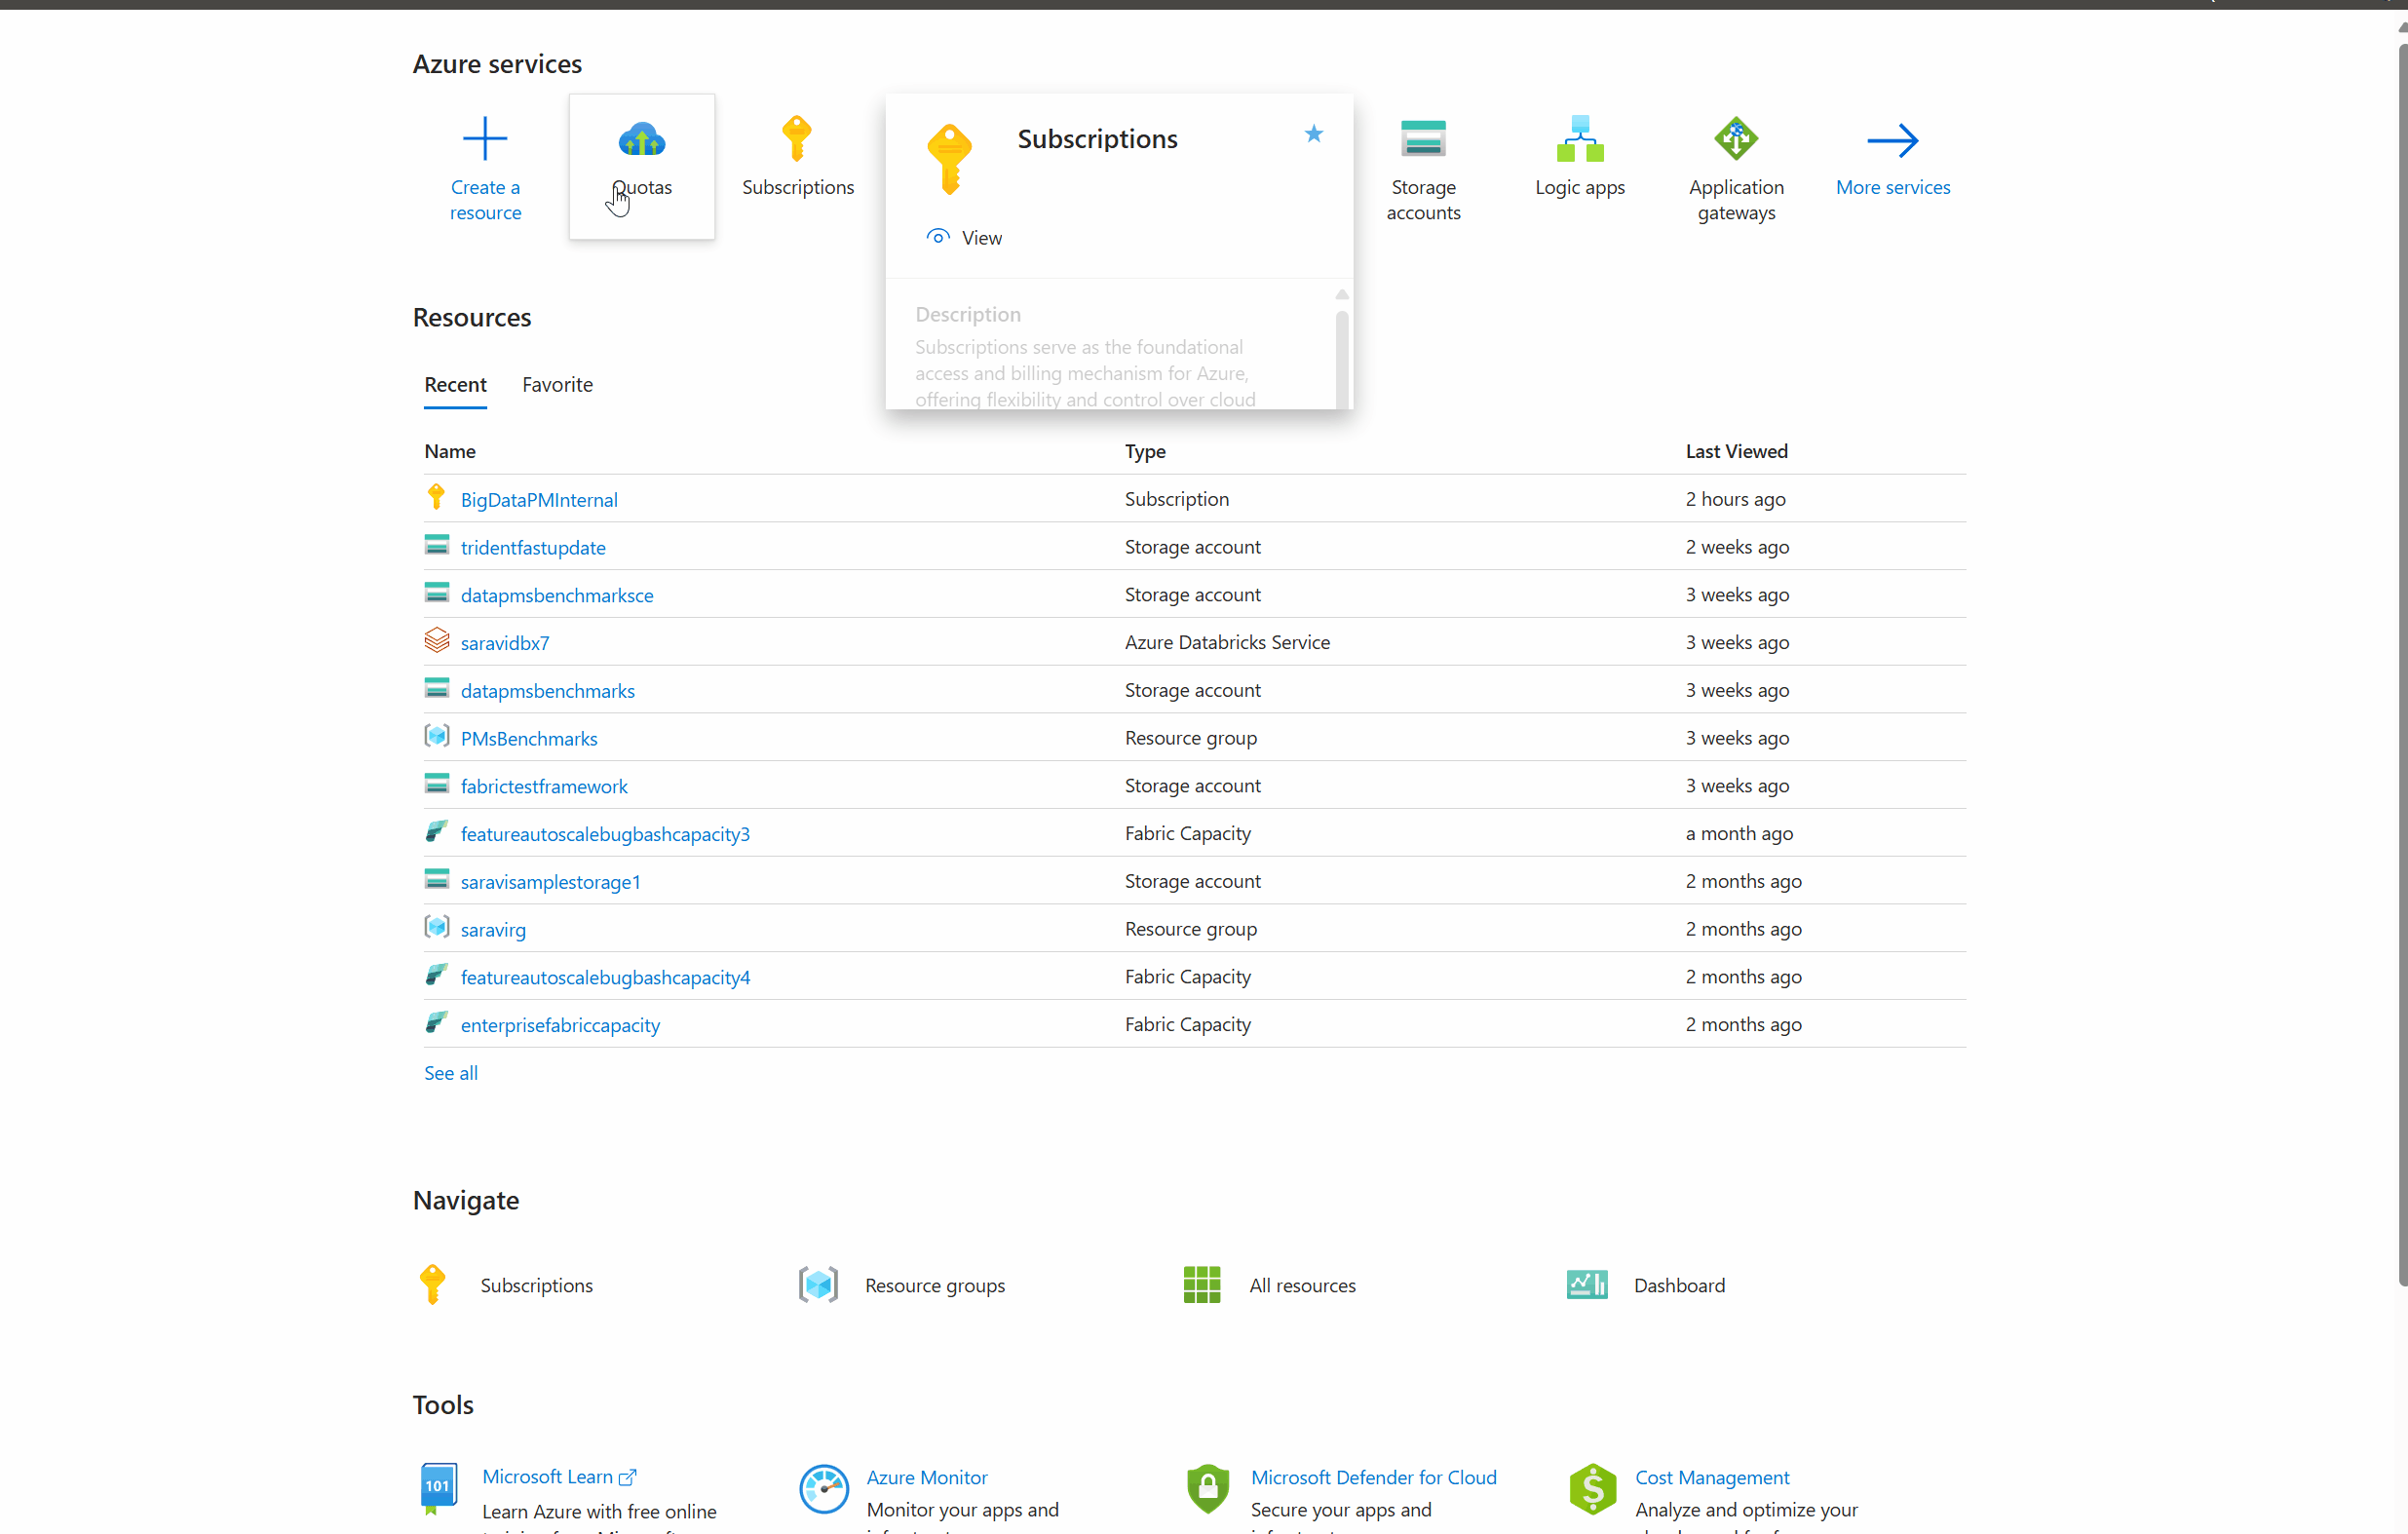 Azure services
Create a
resource
Quotas
Subscriptions
Subscriptions
View
Description
Subscriptions serve as the foundational
access and billing mechanism for Azure,
offering flexibility and control over cloud
Storage
accounts
Logic apps
Application
gateways
More services
Resources
Recent Favorite
Name Type Last Viewed
BigDataPMInternal Subscription 2 hours ago
tridentfastupdate Storage account 2 weeks ago
datapmsbenchmarksce Storage account 3 weeks ago
saravidbx7 Azure Databricks Service 3 weeks ago
datapmsbenchmarks Storage account 3 weeks ago
PMsBenchmarks Resource group 3 weeks ago
fabrictestframework Storage account 3 weeks ago
featureautoscalebugbashcapacity3 Fabric Capacity a month ago
saravisamplestorage1 Storage account 2 months ago
saravirg Resource group 2 months ago
featureautoscalebugbashcapacity4 Fabric Capacity 2 months ago
enterprisefabriccapacity Fabric Capacity 2 months ago
See all
Navigate
Subscriptions Resource groups All resources Dashboard
Tools
101
Microsoft Learn
Learn Azure with free online
Azure Monitor
Monitor your apps and
Microsoft Defender for Cloud
Secure your apps and
Cost Management
Analyze and optimize your